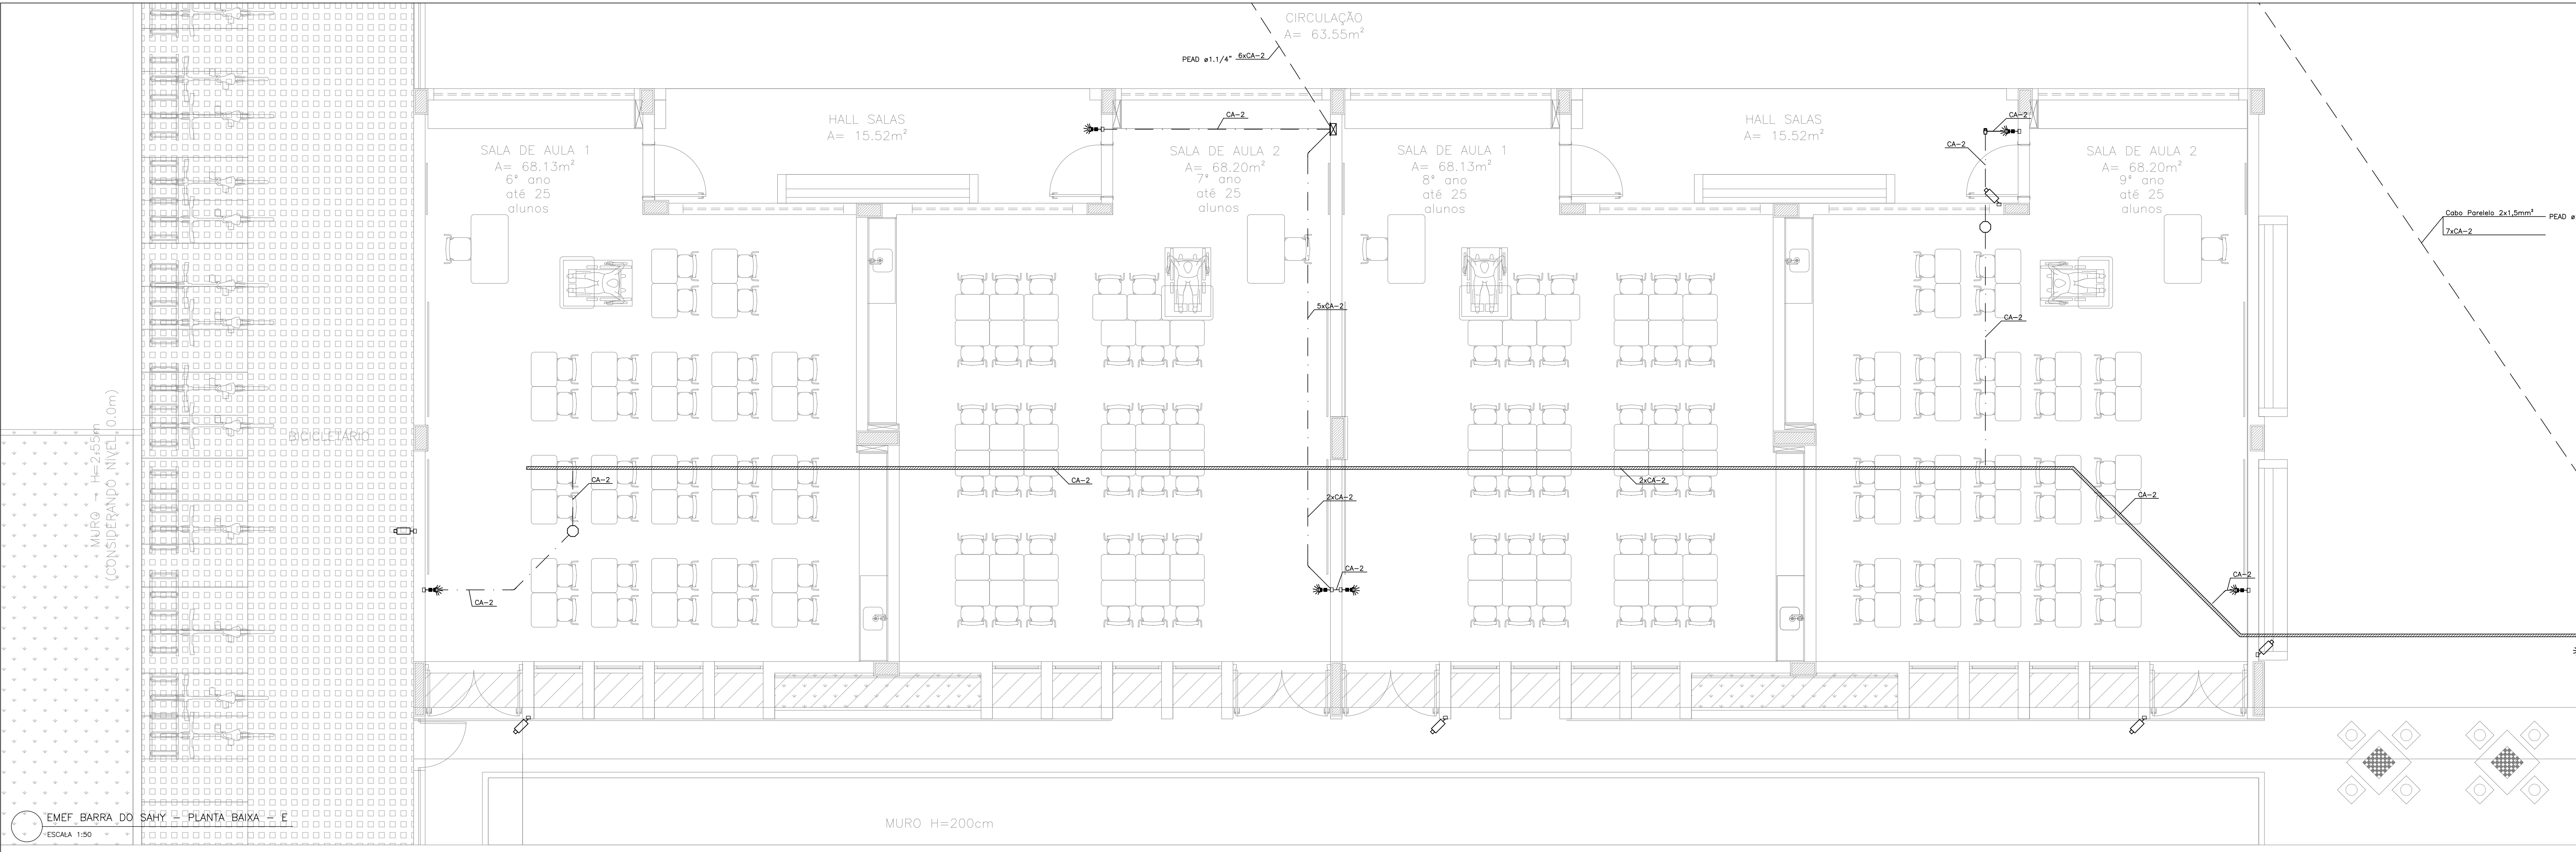 CIRCULAÇÃO
A= 63.55m²
PEAD ø1.1/4" 6xCA-2
HALL SALAS
A= 15.52m²
CA-2
HALL SALAS
A= 15.52m²
CA-2
CA-2
SALA DE AULA 1
A= 68.13m²
6° ano
até 25
alunos
SALA DE AULA 2
A= 68.20m²
7° ano
até 25
alunos
SALA DE AULA 1
A= 68.13m²
8° ano
até 25
alunos
SALA DE AULA 2
A= 68.20m²
9° ano
até 25
alunos
Cabo Parelelo 2x1,5mm² PEAD ø
7xCA-2
5xCA-2
CA-2
MURO - H=2.55m
(CONSIDERANDO NIVEL 0.0m)
BICICLETÁRIO
CA-2
CA-2
2xCA-2
2xCA-2
CA-2
CA-2
CA-2
CA-2
EMEF BARRA DO SAHY - PLANTA BAIXA - E
ESCALA 1:50
MURO H=200cm